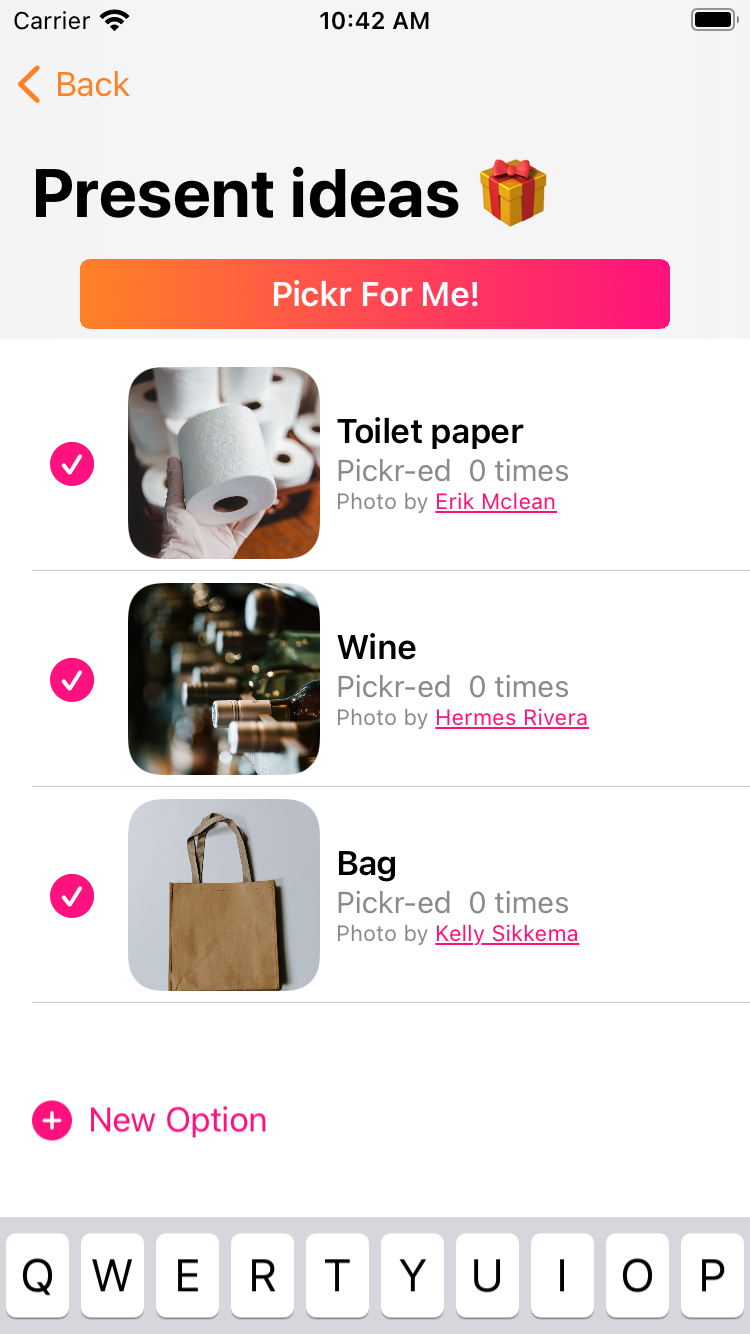 Carrier 10:42 AM
Back
Present ideas 🎁
Pickr For Me!
Toilet paper
Pickr-ed 0 times
Photo by Erik Mclean
Wine
Pickr-ed 0 times
Photo by Hermes Rivera
Bag
Pickr-ed 0 times
Photo by Kelly Sikkema
New Option
Q W E R T Y U I O P